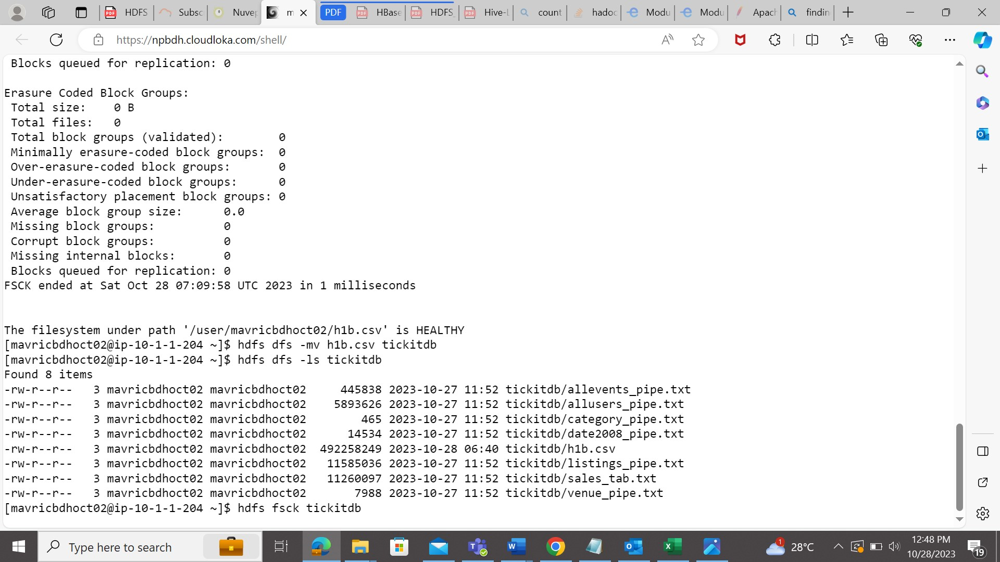 HDFS
Subsc
Nuvep
m
PDF
HBase
HDFS_
Hive-L
count
hadoc
Modu
Modu
Apach
findin
https://npbdh.cloudloka.com/shell/
Blocks queued for replication: 0
Erasure Coded Block Groups:
Total size:    0 B
Total files:   0
Total block groups (validated):        0
Minimally erasure-coded block groups:  0
Over-erasure-coded block groups:       0
Under-erasure-coded block groups:      0
Unsatisfactory placement block groups: 0
Average block group size:      0.0
Missing block groups:          0
Corrupt block groups:          0
Missing internal blocks:       0
Blocks queued for replication: 0
FSCK ended at Sat Oct 28 07:09:58 UTC 2023 in 1 milliseconds
The filesystem under path '/user/mavricbdhoct02/h1b.csv' is HEALTHY
[mavricbdhoct02@ip-10-1-1-204 ~]$ hdfs dfs -mv h1b.csv tickitdb
[mavricbdhoct02@ip-10-1-1-204 ~]$ hdfs dfs -ls tickitdb
Found 8 items
-rw-r--r--   3 mavricbdhoct02 mavricbdhoct02     445838 2023-10-27 11:52 tickitdb/allevents_pipe.txt
-rw-r--r--   3 mavricbdhoct02 mavricbdhoct02    5893626 2023-10-27 11:52 tickitdb/allusers_pipe.txt
-rw-r--r--   3 mavricbdhoct02 mavricbdhoct02        465 2023-10-27 11:52 tickitdb/category_pipe.txt
-rw-r--r--   3 mavricbdhoct02 mavricbdhoct02      14534 2023-10-27 11:52 tickitdb/date2008_pipe.txt
-rw-r--r--   3 mavricbdhoct02 mavricbdhoct02  492258249 2023-10-28 06:40 tickitdb/h1b.csv
-rw-r--r--   3 mavricbdhoct02 mavricbdhoct02   11585036 2023-10-27 11:52 tickitdb/listings_pipe.txt
-rw-r--r--   3 mavricbdhoct02 mavricbdhoct02   11260097 2023-10-27 11:52 tickitdb/sales_tab.txt
-rw-r--r--   3 mavricbdhoct02 mavricbdhoct02       7988 2023-10-27 11:52 tickitdb/venue_pipe.txt
[mavricbdhoct02@ip-10-1-1-204 ~]$ hdfs fsck tickitdb
Type here to search
1
28°C
12:48 PM
10/28/2023
19